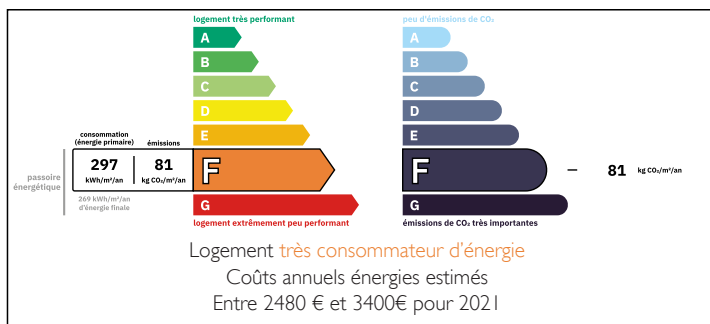 logement très performant
A
B
C
D
E
consommation
(énergie primaire)
émissions
297
kWh/m²/an
81
kg CO₂/m²/an
F
passoire
énergétique
269 kWh/m²/an
d'énergie finale
G
logement extrêmement peu performant
peu d'émissions de CO₂
A
B
C
D
E
F
81 kg CO₂/m²/an
G
émissions de CO₂ très importantes
Logement très consommateur d'énergie
Coûts annuels énergies estimés
Entre 2480 € et 3400€ pour 2021